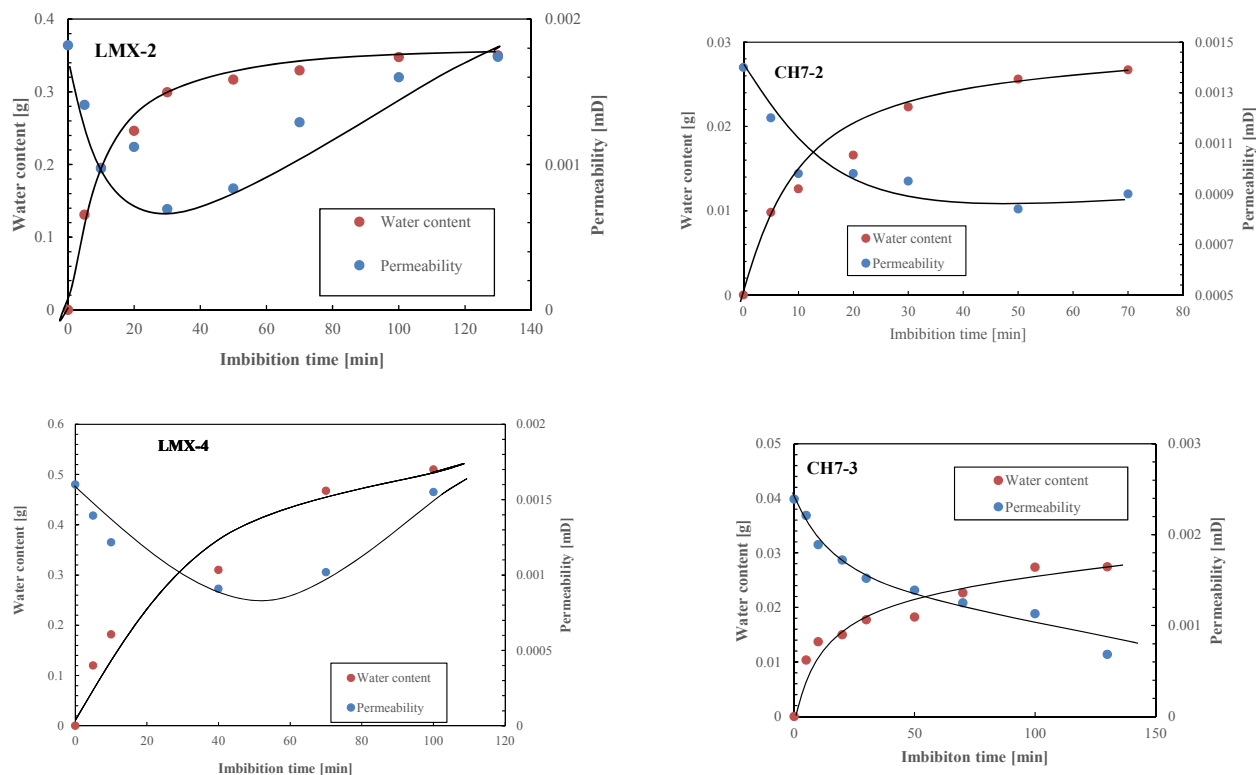 LMX-2
Water content [g]
0.4
0.3
0.2
0.1
0
0.002
0.001
0
Permeability [mD]
Water content
Permeability
0 20 40 60 80 100 120 140
Imbibition time [min]
CH7-2
Water content [g]
0.03
0.02
0.01
0
0.0015
0.0013
0.0011
0.0009
0.0007
0.0005
Permeability [mD]
Water content
Permeability
0 10 20 30 40 50 60 70 80
Imbibition time [min]
LMX-4
Water content [g]
0.6
0.5
0.4
0.3
0.2
0.1
0
0.002
0.0015
0.001
0.0005
0
Permeability [mD]
Water content
Permeability
0 20 40 60 80 100 120
Imbibition time [min]
CH7-3
Water content [g]
0.05
0.04
0.03
0.02
0.01
0
0.003
0.002
0.001
0
Permeability [mD]
Water content
Permeability
0 50 100 150
Imbibiton time [min]